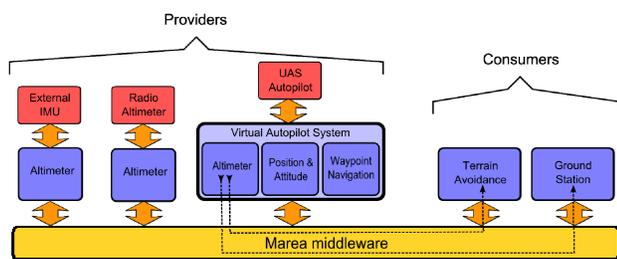 Providers
Consumers
External
IMU
Radio
Altimeter
UAS
Autopilot
Virtual Autopilot System
Altimeter
Altimeter
Altimeter
Position &
Attitude
Waypoint
Navigation
Terrain
Avoidance
Ground
Station
Marea middleware